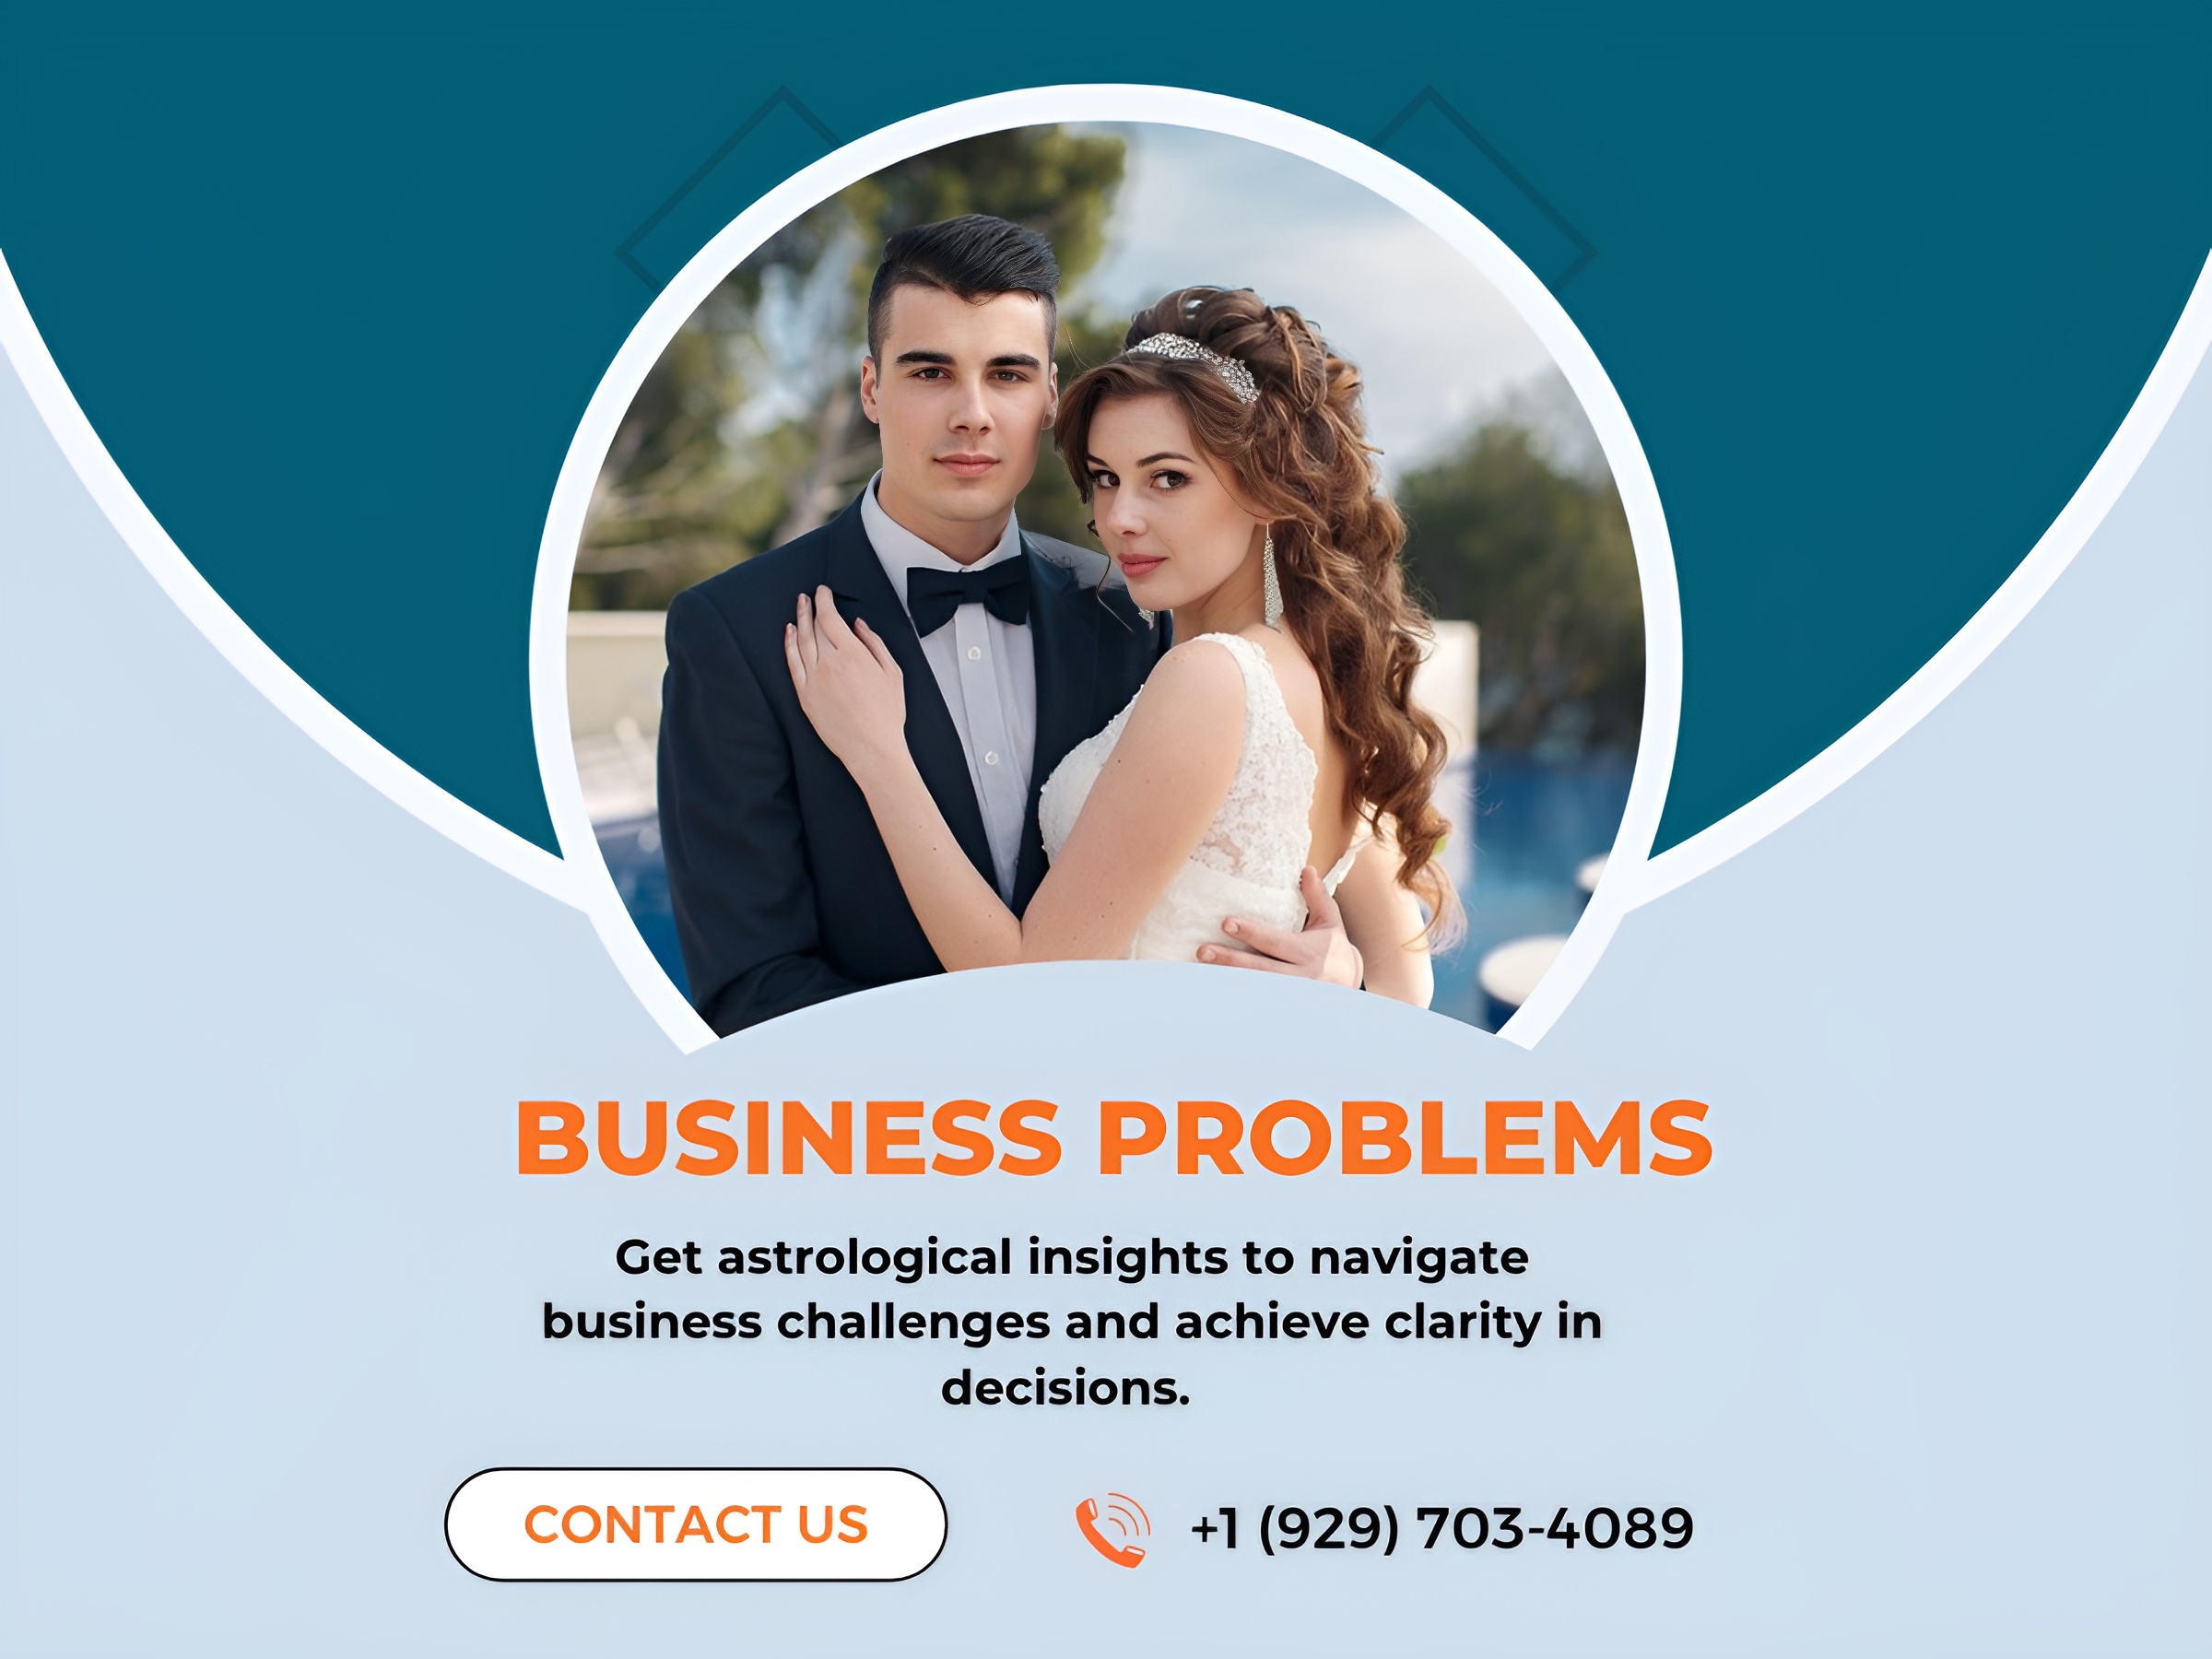 BUSINESS PROBLEMS
Get astrological insights to navigate
business challenges and achieve clarity in
decisions.
CONTACT US
+1 (929) 703-4089